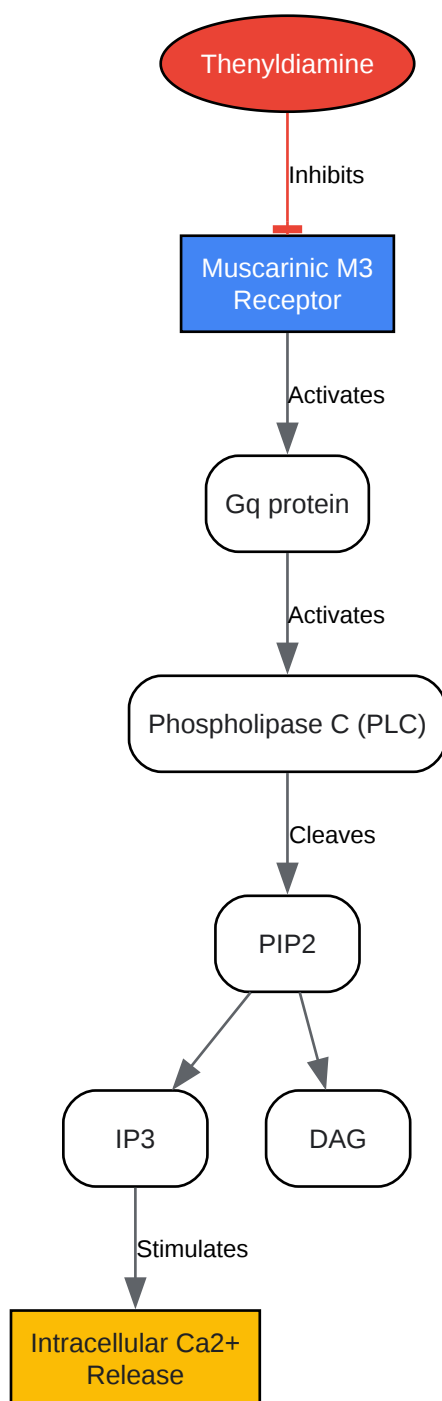 Thenyldiamine
Inhibits
Muscarinic M3
Receptor
Activates
Gq protein
Activates
Phospholipase C (PLC)
Cleaves
PIP2
IP3
DAG
Stimulates
Intracellular Ca2+
Release